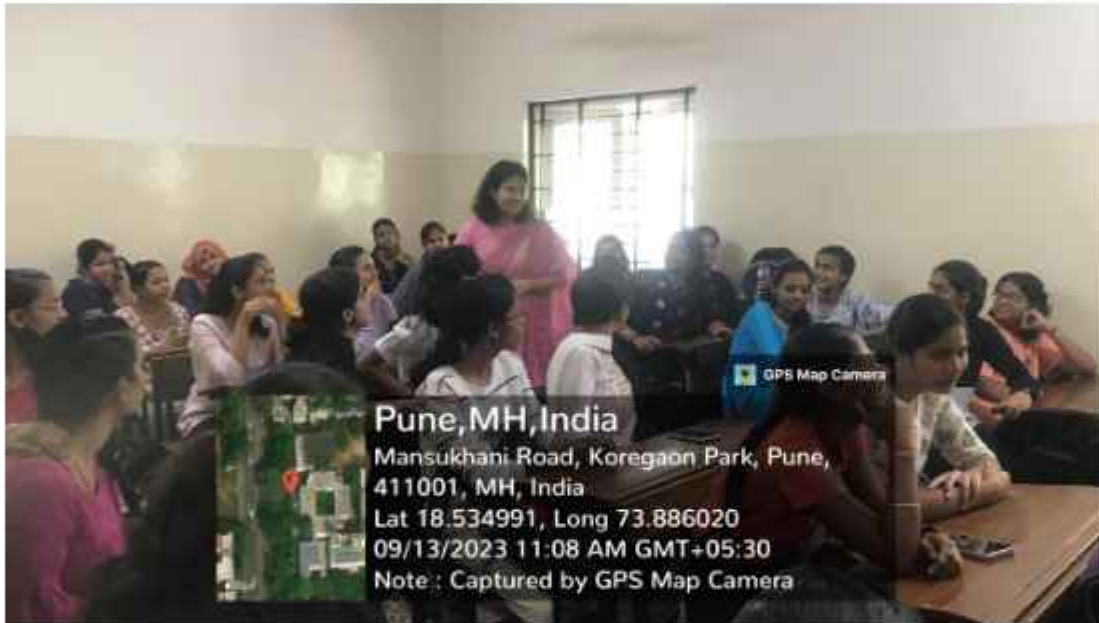 GPS Map Camera
Pune,MH,India
Mansukhani Road, Koregaon Park, Pune,
411001, MH, India
Lat 18.534991, Long 73.886020
09/13/2023 11:08 AM GMT+05:30
Note : Captured by GPS Map Camera